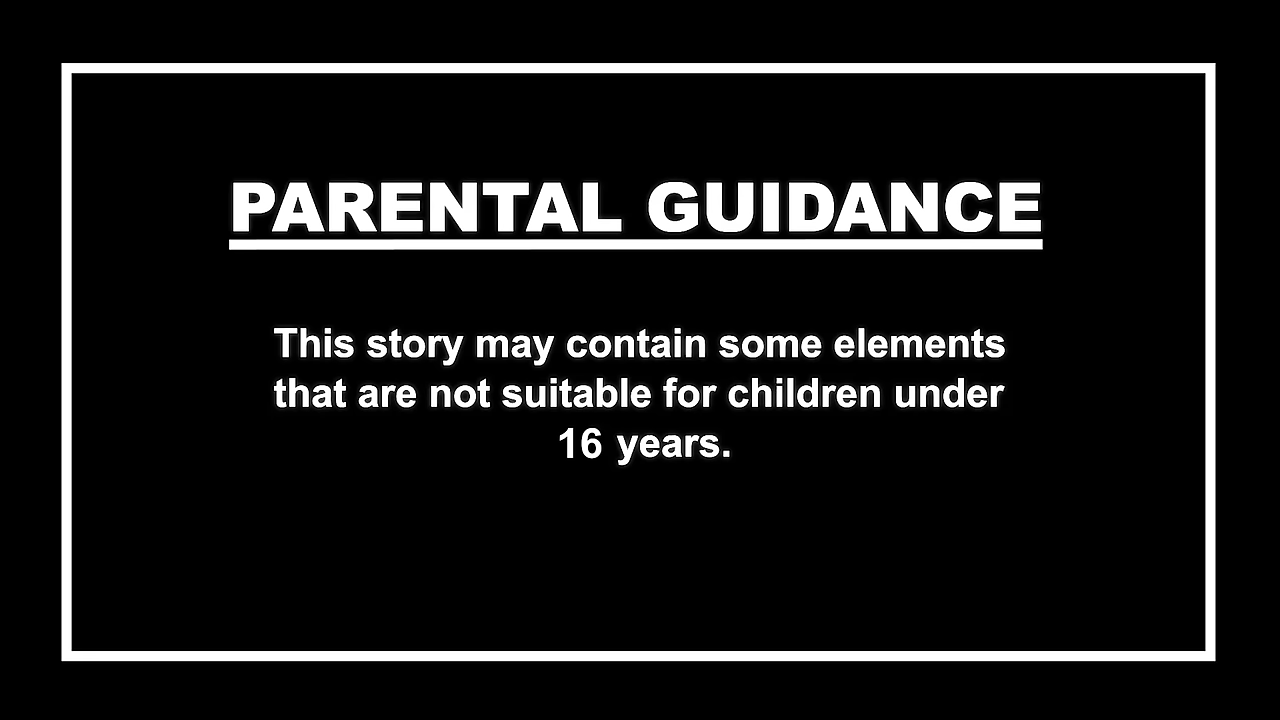 PARENTAL GUIDANCE
This story may contain some elements
that are not suitable for children under
16 years.